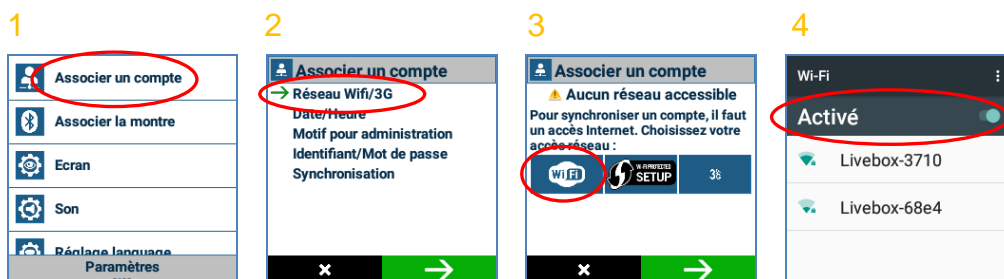 1
Associer un compte
Associer la montre
Ecran
Son
Réglage language
Paramètres
2
Associer un compte
Réseau Wifi/3G
Date/Heure
Motif pour administration
Identifiant/Mot de passe
Synchronisation
3
Associer un compte
Aucun réseau accessible
Pour synchroniser un compte, il faut
un accès Internet. Choisissez votre
accès réseau :
WiFi
WI-FI PROTECTED
SETUP
4
Wi-Fi
Activé
Livebox-3710
Livebox-68e4